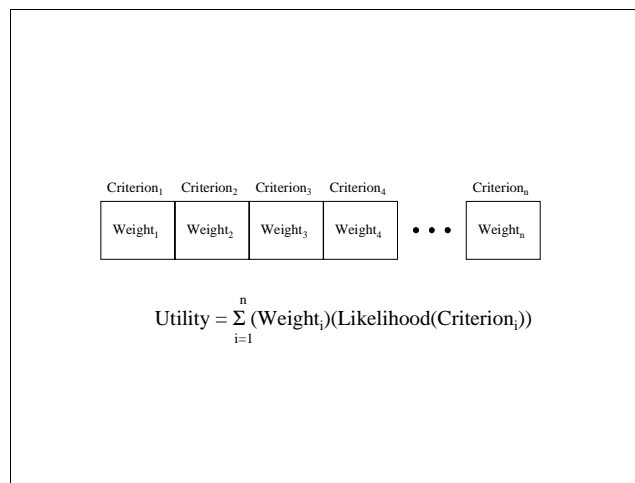 Criterion₁ Criterion₂ Criterion₃ Criterion₄ Criterionₙ
Weight₁ Weight₂ Weight₃ Weight₄ • • • Weightₙ
n
Utility = Σ (Weightᵢ)(Likelihood(Criterionᵢ))
i=1